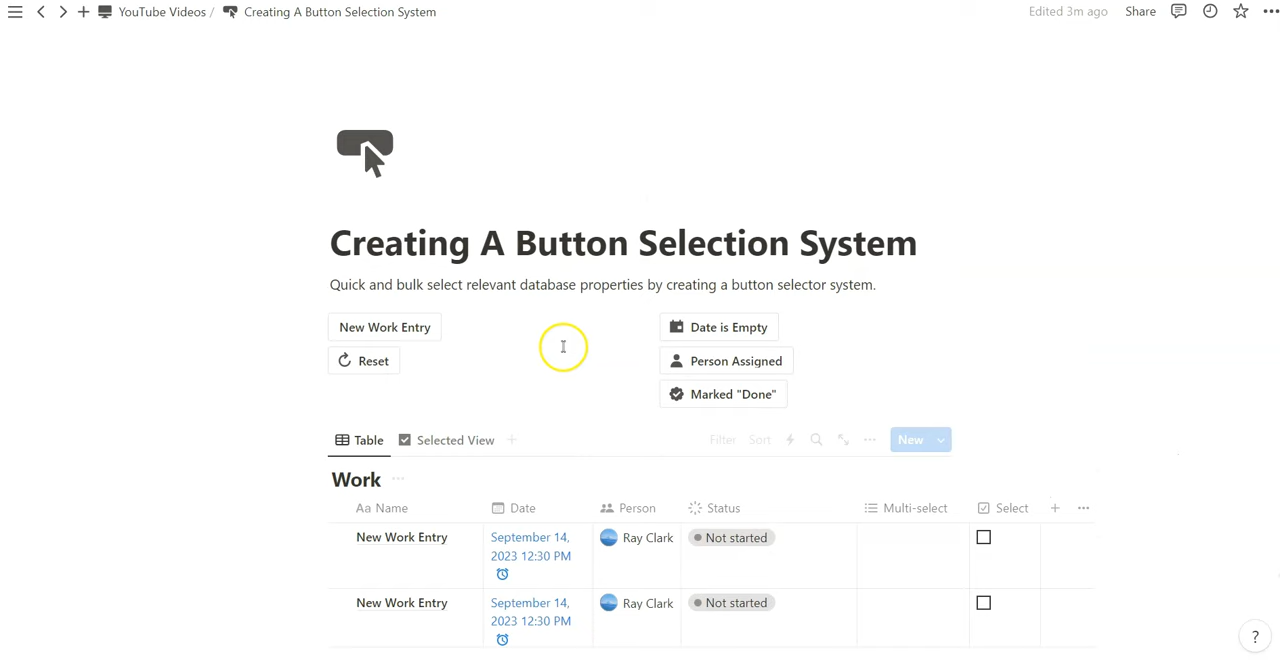 YouTube Videos / Creating A Button Selection System
Edited 3m ago Share
Creating A Button Selection System
Quick and bulk select relevant database properties by creating a button selector system.
New Work Entry
Reset
Date is Empty
Person Assigned
Marked "Done"
Table Selected View
Filter Sort New
Work
Aa Name Date Person Status Multi-select Select
New Work Entry September 14, 2023 12:30 PM Ray Clark Not started
New Work Entry September 14, 2023 12:30 PM Ray Clark Not started
?